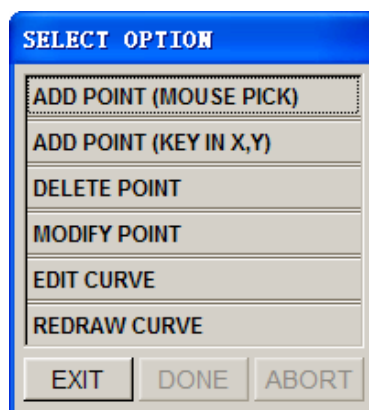 SELECT OPTION
ADD POINT (MOUSE PICK)
ADD POINT (KEY IN X,Y)
DELETE POINT
MODIFY POINT
EDIT CURVE
REDRAW CURVE
EXIT DONE ABORT